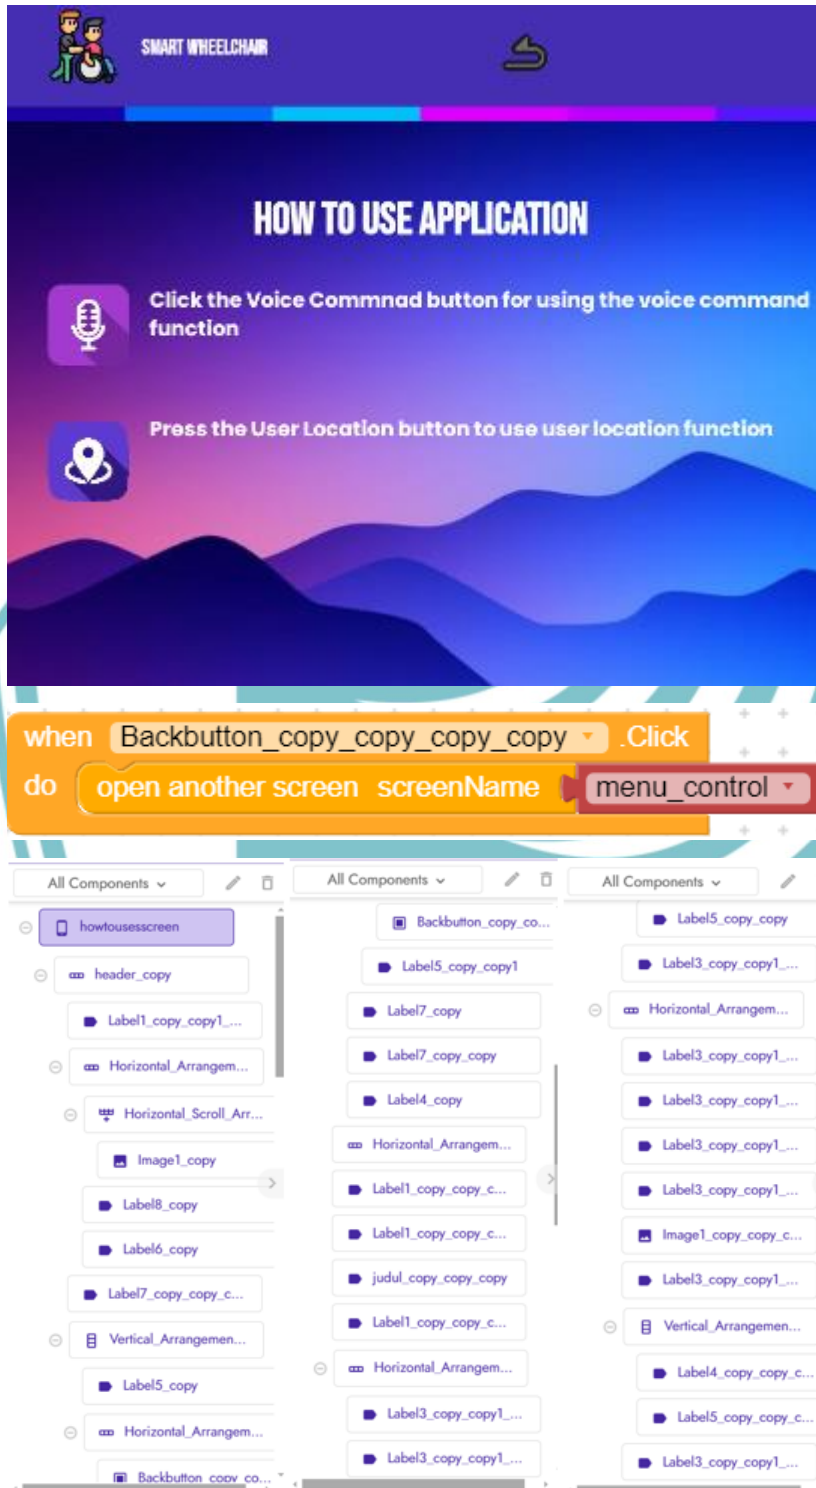 SMART WHEELCHAIR
HOW TO USE APPLICATION
Click the Voice Commnad button for using the voice command
function
Press the User Location button to use user location function
when Backbutton_copy_copy_copy_copy .Click
do open another screen screenName menu_control
All Components
howtousesscreen
header_copy
Label1_copy_copy1_...
Horizontal_Arrangem...
Horizontal_Scroll_Arr...
Image1_copy
Label8_copy
Label6_copy
Label7_copy_copy_c...
Vertical_Arrangemen...
Label5_copy
Horizontal_Arrangem...
Backbutton_copy_co...
All Components
Backbutton_copy_co...
Label5_copy_copy1
Label7_copy
Label7_copy_copy
Label4_copy
Horizontal_Arrangem...
Label1_copy_copy_c...
Label1_copy_copy_c...
judul_copy_copy_copy
Label1_copy_copy_c...
Horizontal_Arrangem...
Label3_copy_copy1_...
Label3_copy_copy1_...
All Components
Label5_copy_copy
Label3_copy_copy1_...
Horizontal_Arrangem...
Label3_copy_copy1_...
Label3_copy_copy1_...
Label3_copy_copy1_...
Label3_copy_copy1_...
Image1_copy_copy_c...
Label3_copy_copy1_...
Vertical_Arrangemen...
Label4_copy_copy_c...
Label5_copy_copy_c...
Label3_copy_copy1_...